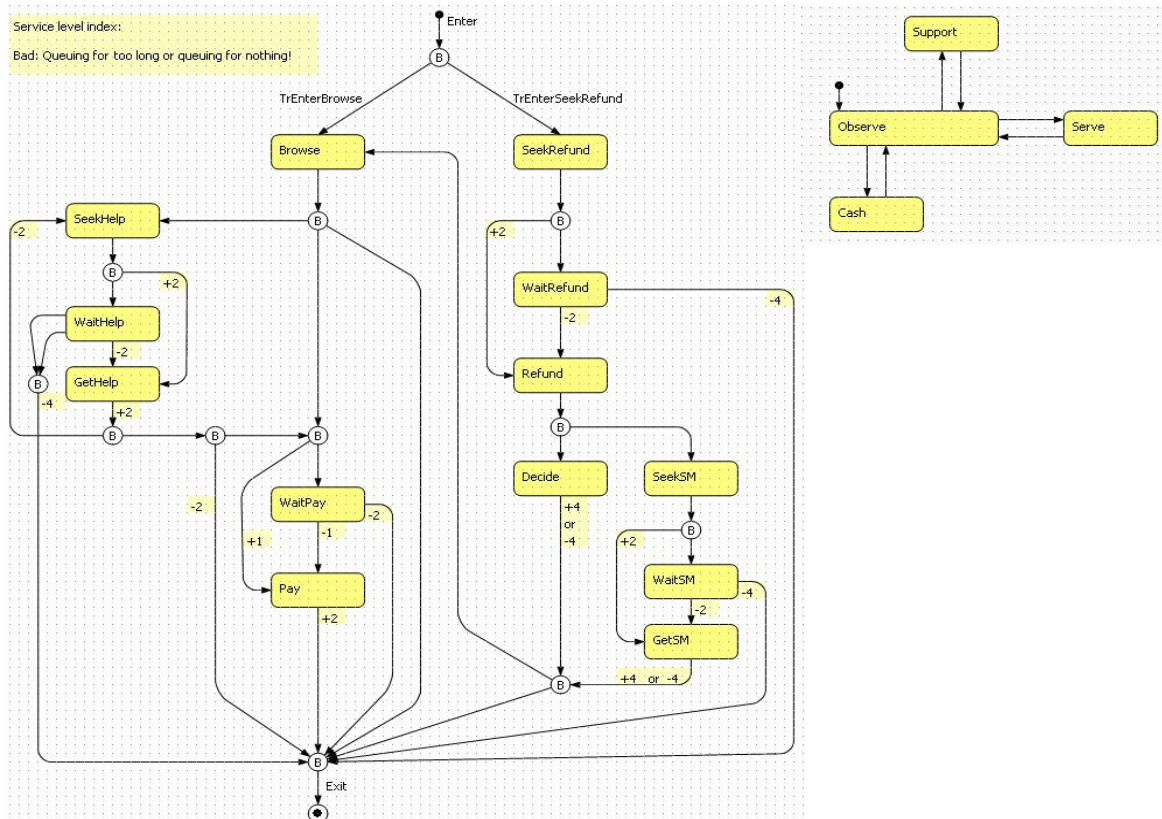 Service level index:
Bad: Queuing for too long or queuing for nothing!
Enter
B
TrEnterBrowse
TrEnterSeekRefund
Browse
SeekRefund
SeekHelp
-2
B
B
+2
B
+2
WaitRefund
-4
-2
WaitHelp
-2
GetHelp
B
-4
+2
Refund
B
B
B
B
Decide
SeekSM
-2
WaitPay
-2
-1
+1
+4
or
-4
B
+2
Pay
+2
WaitSM
-4
-2
GetSM
+4 or -4
B
B
Exit
Support
Observe
Serve
Cash